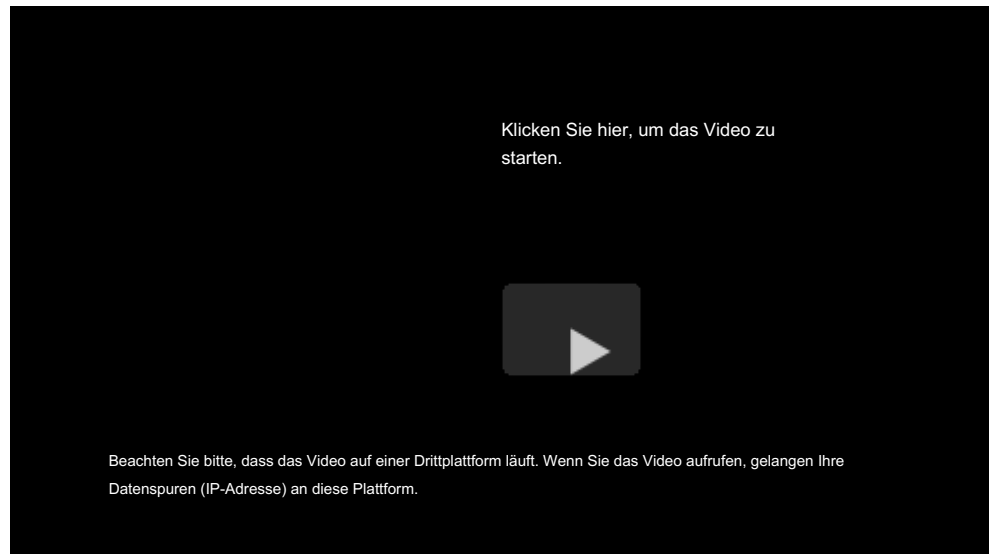 Klicken Sie hier, um das Video zu
starten.
Beachten Sie bitte, dass das Video auf einer Drittplattform läuft. Wenn Sie das Video aufrufen, gelangen Ihre
Datenspuren (IP-Adresse) an diese Plattform.